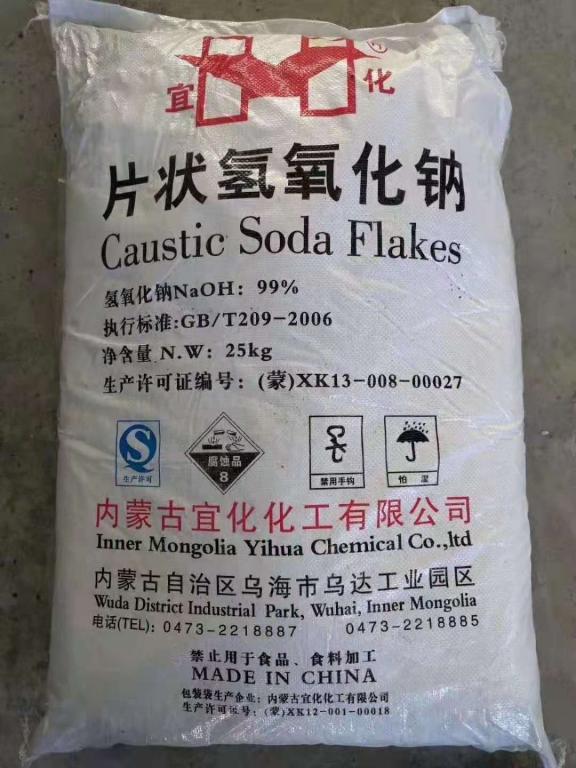 宜 化
片状氢氧化钠
Caustic Soda Flakes
氢氧化钠NaOH: 99%
执行标准:GB/T209-2006
净含量 N.W: 25kg
生产许可证编号: (蒙)XK13-008-00027
S
生产许可
腐蚀品
8
禁用手钩
怕湿
内蒙古宜化化工有限公司
Inner Mongolia Yihua Chemical Co.,ltd
内蒙古自治区乌海市乌达工业园区
Wuda District Industrial Park, Wuhai, Inner Mongolia
电话(TEL): 0473-2218887 0473-2218885
禁止用于食品、食料加工
MADE IN CHINA
包装袋生产企业: 内蒙古宜化化工有限公司
生产许可证号: (蒙)XK12-001-00018